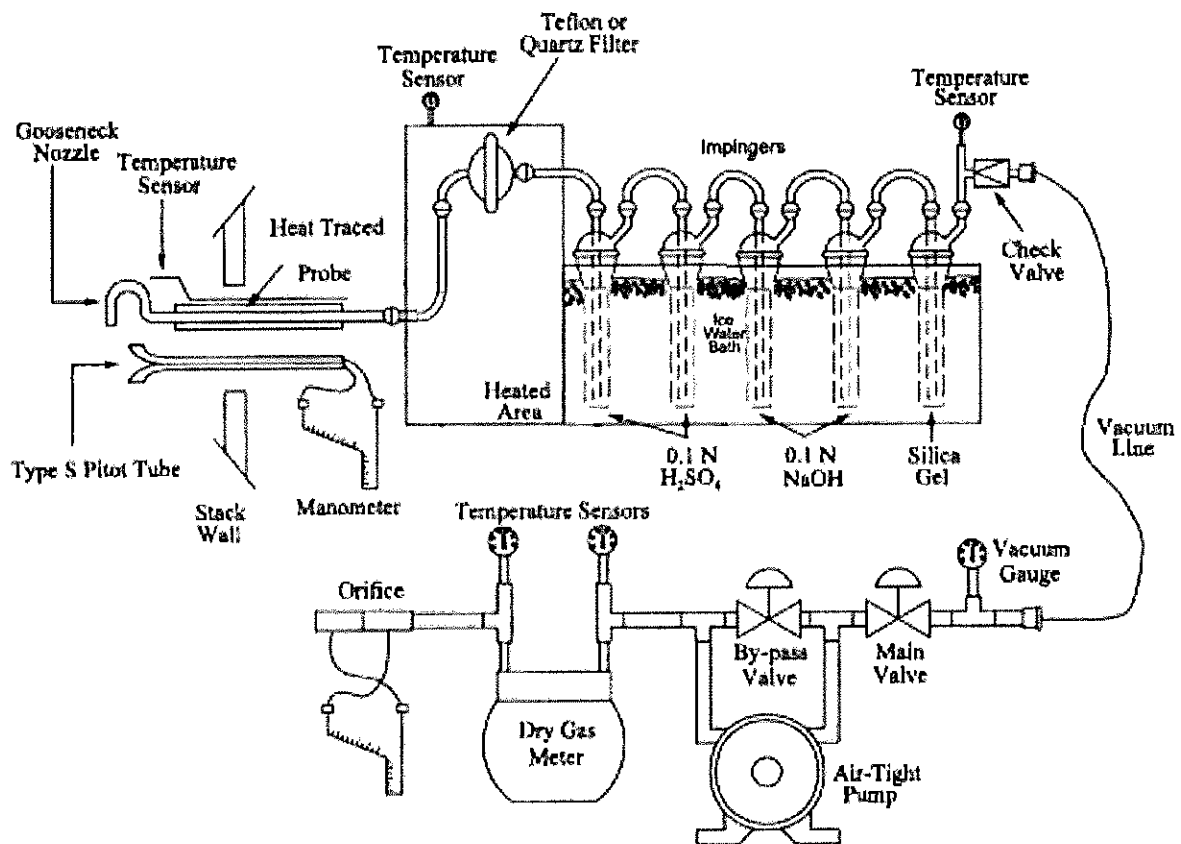 Teflon or
Quartz Filter
Temperature
Sensor
Temperature
Sensor
Gooseneck
Nozzle
Temperature
Sensor
Impingers
Heat Traced
Probe
Check
Valve
Ice
Water
Bath
Heated
Area
Type S Pitot Tube
0.1 N
H₂SO₄
0.1 N
NaOH
Silica
Gel
Vacuum
Line
Stack
Wall
Manometer
Temperature Sensors
T
T
Vacuum
Gauge
Orifice
By-pass
Valve
Main
Valve
Dry Gas
Meter
Air-Tight
Pump